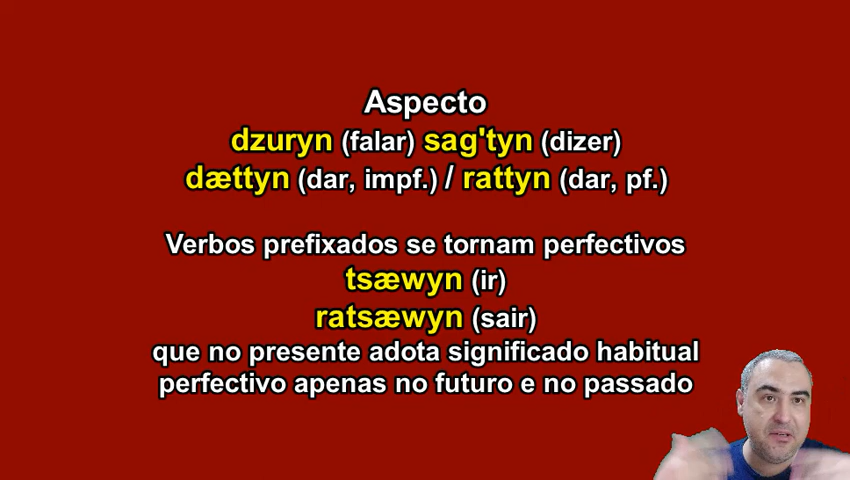 Aspecto
dzuryn (falar) sag'tyn (dizer)
dættyn (dar, impf.) / rattyn (dar, pf.)
Verbos prefixados se tornam perfectivos
tsæwyn (ir)
ratsæwyn (sair)
que no presente adota significado habitual
perfectivo apenas no futuro e no passado